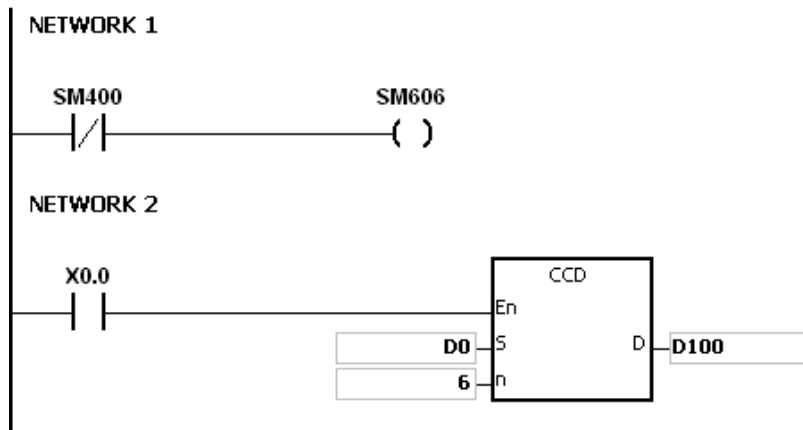 NETWORK 1
SM400 SM606
NETWORK 2
X0.0
CCD
En
D0 S D D100
6 n